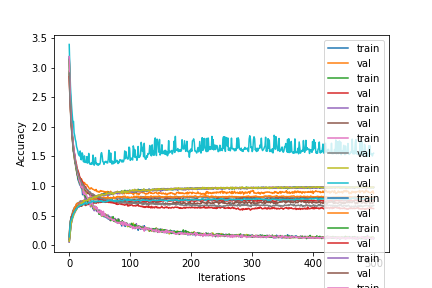 3.5
3.0
2.5
2.0
1.5
1.0
0.5
0.0
Accuracy
0
100
200
300
400
Iterations
train
val
train
val
train
val
train
val
train
val
train
val
train
val
train
val
train